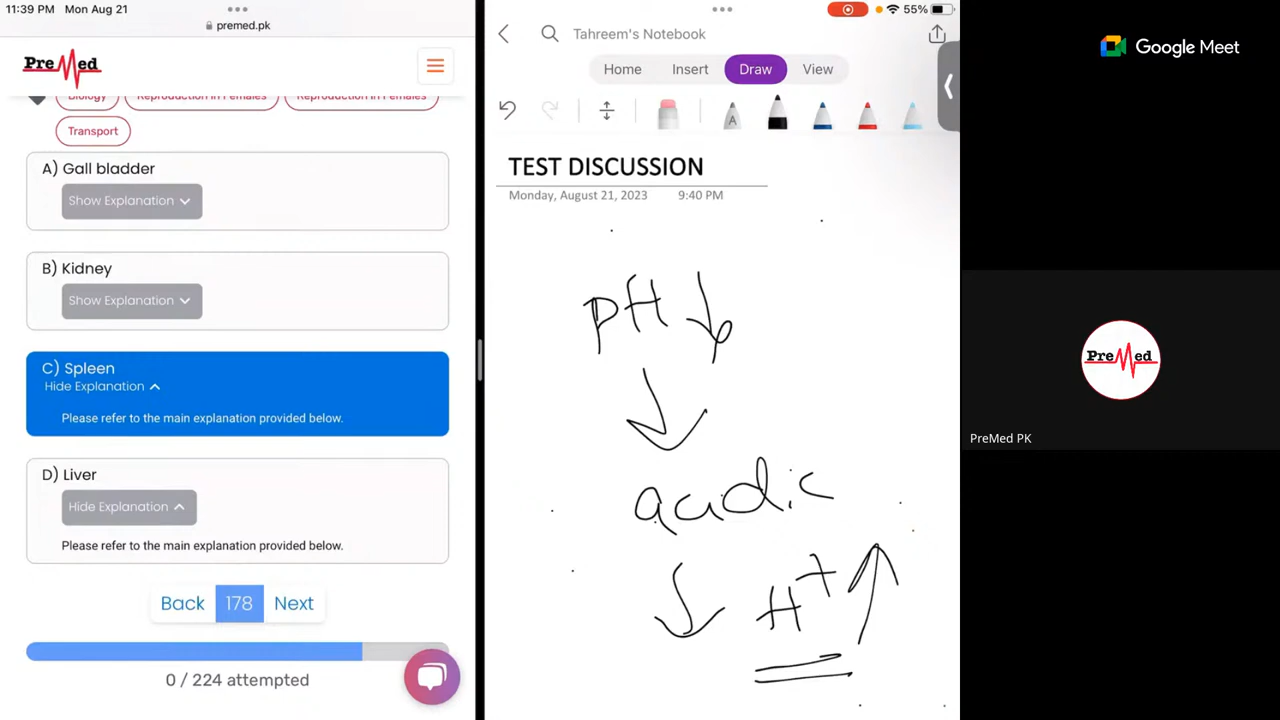 11:39 PM Mon Aug 21
premed.pk
PreMed
Biology
Reproduction in Females
Reproduction in Females
Transport
A) Gall bladder
Show Explanation
B) Kidney
Show Explanation
C) Spleen
Hide Explanation
Please refer to the main explanation provided below.
D) Liver
Hide Explanation
Please refer to the main explanation provided below.
Back 178 Next
0 / 224 attempted
55%
Tahreem's Notebook
Home Insert Draw View
A
TEST DISCUSSION
Monday, August 21, 2023 9:40 PM
pH ↓
↓
acidic
↓ H+ ↑
Google Meet
PreMed
PreMed PK